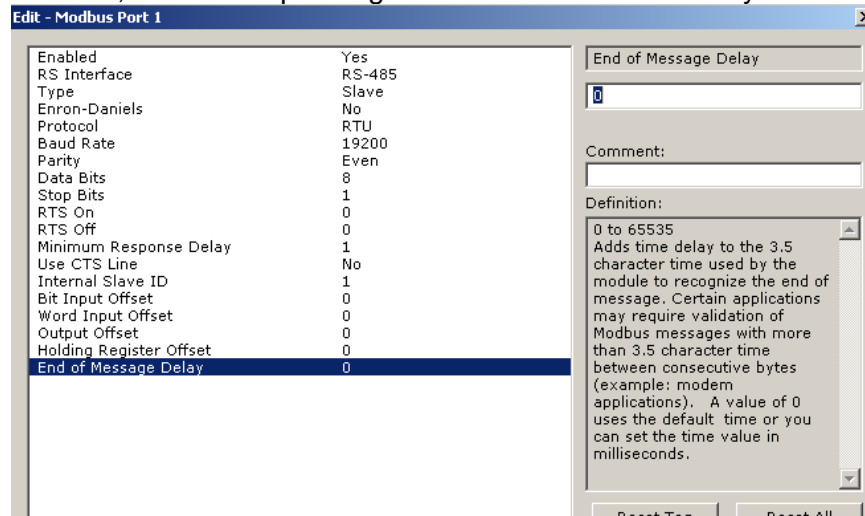 Edit - Modbus Port 1
Enabled Yes
RS Interface RS-485
Type Slave
Enron-Daniels No
Protocol RTU
Baud Rate 19200
Parity Even
Data Bits 8
Stop Bits 1
RTS On 0
RTS Off 0
Minimum Response Delay 1
Use CTS Line No
Internal Slave ID 1
Bit Input Offset 0
Word Input Offset 0
Output Offset 0
Holding Register Offset 0
End of Message Delay 0
End of Message Delay
0
Comment:
Definition:
0 to 65535
Adds time delay to the 3.5
character time used by the
module to recognize the end of
message. Certain applications
may require validation of
Modbus messages with more
than 3.5 character time
between consecutive bytes
(example: modem
applications). A value of 0
uses the default time or you
can set the time value in
milliseconds.